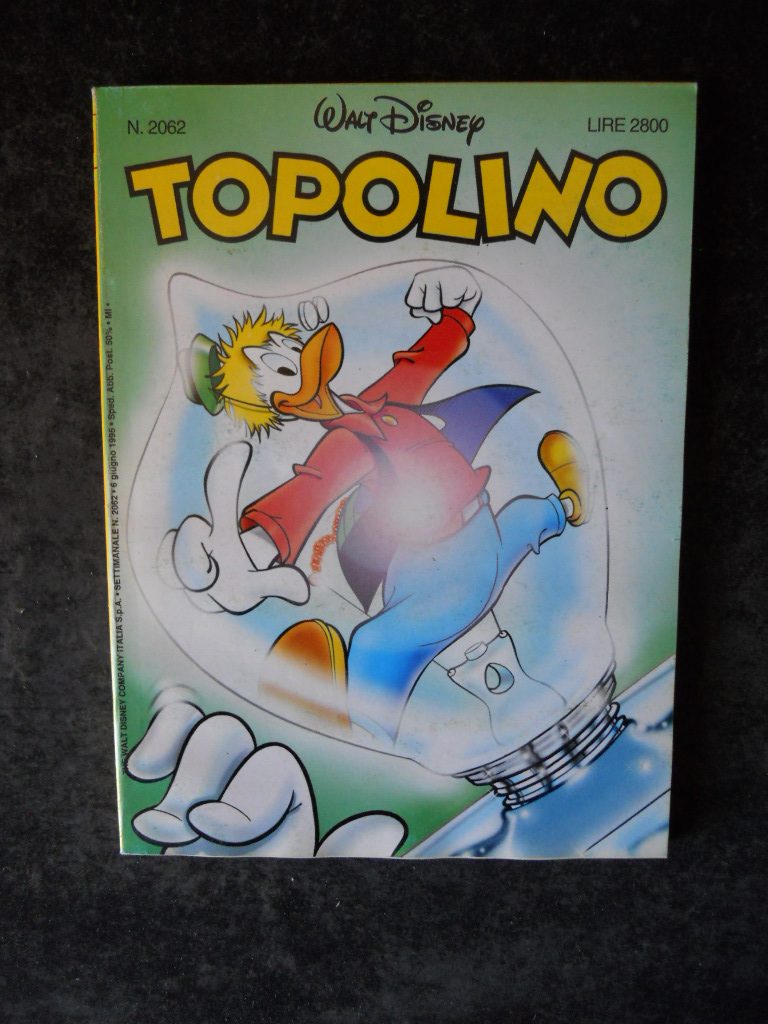 N. 2062
WALT DISNEY
LIRE 2800
TOPOLINO
THE WALT DISNEY COMPANY ITALIA S.p.A. • SETTIMANALE N. 2062 • 6 giugno 1995 • Sped. Abb. Post. 50% • MI •